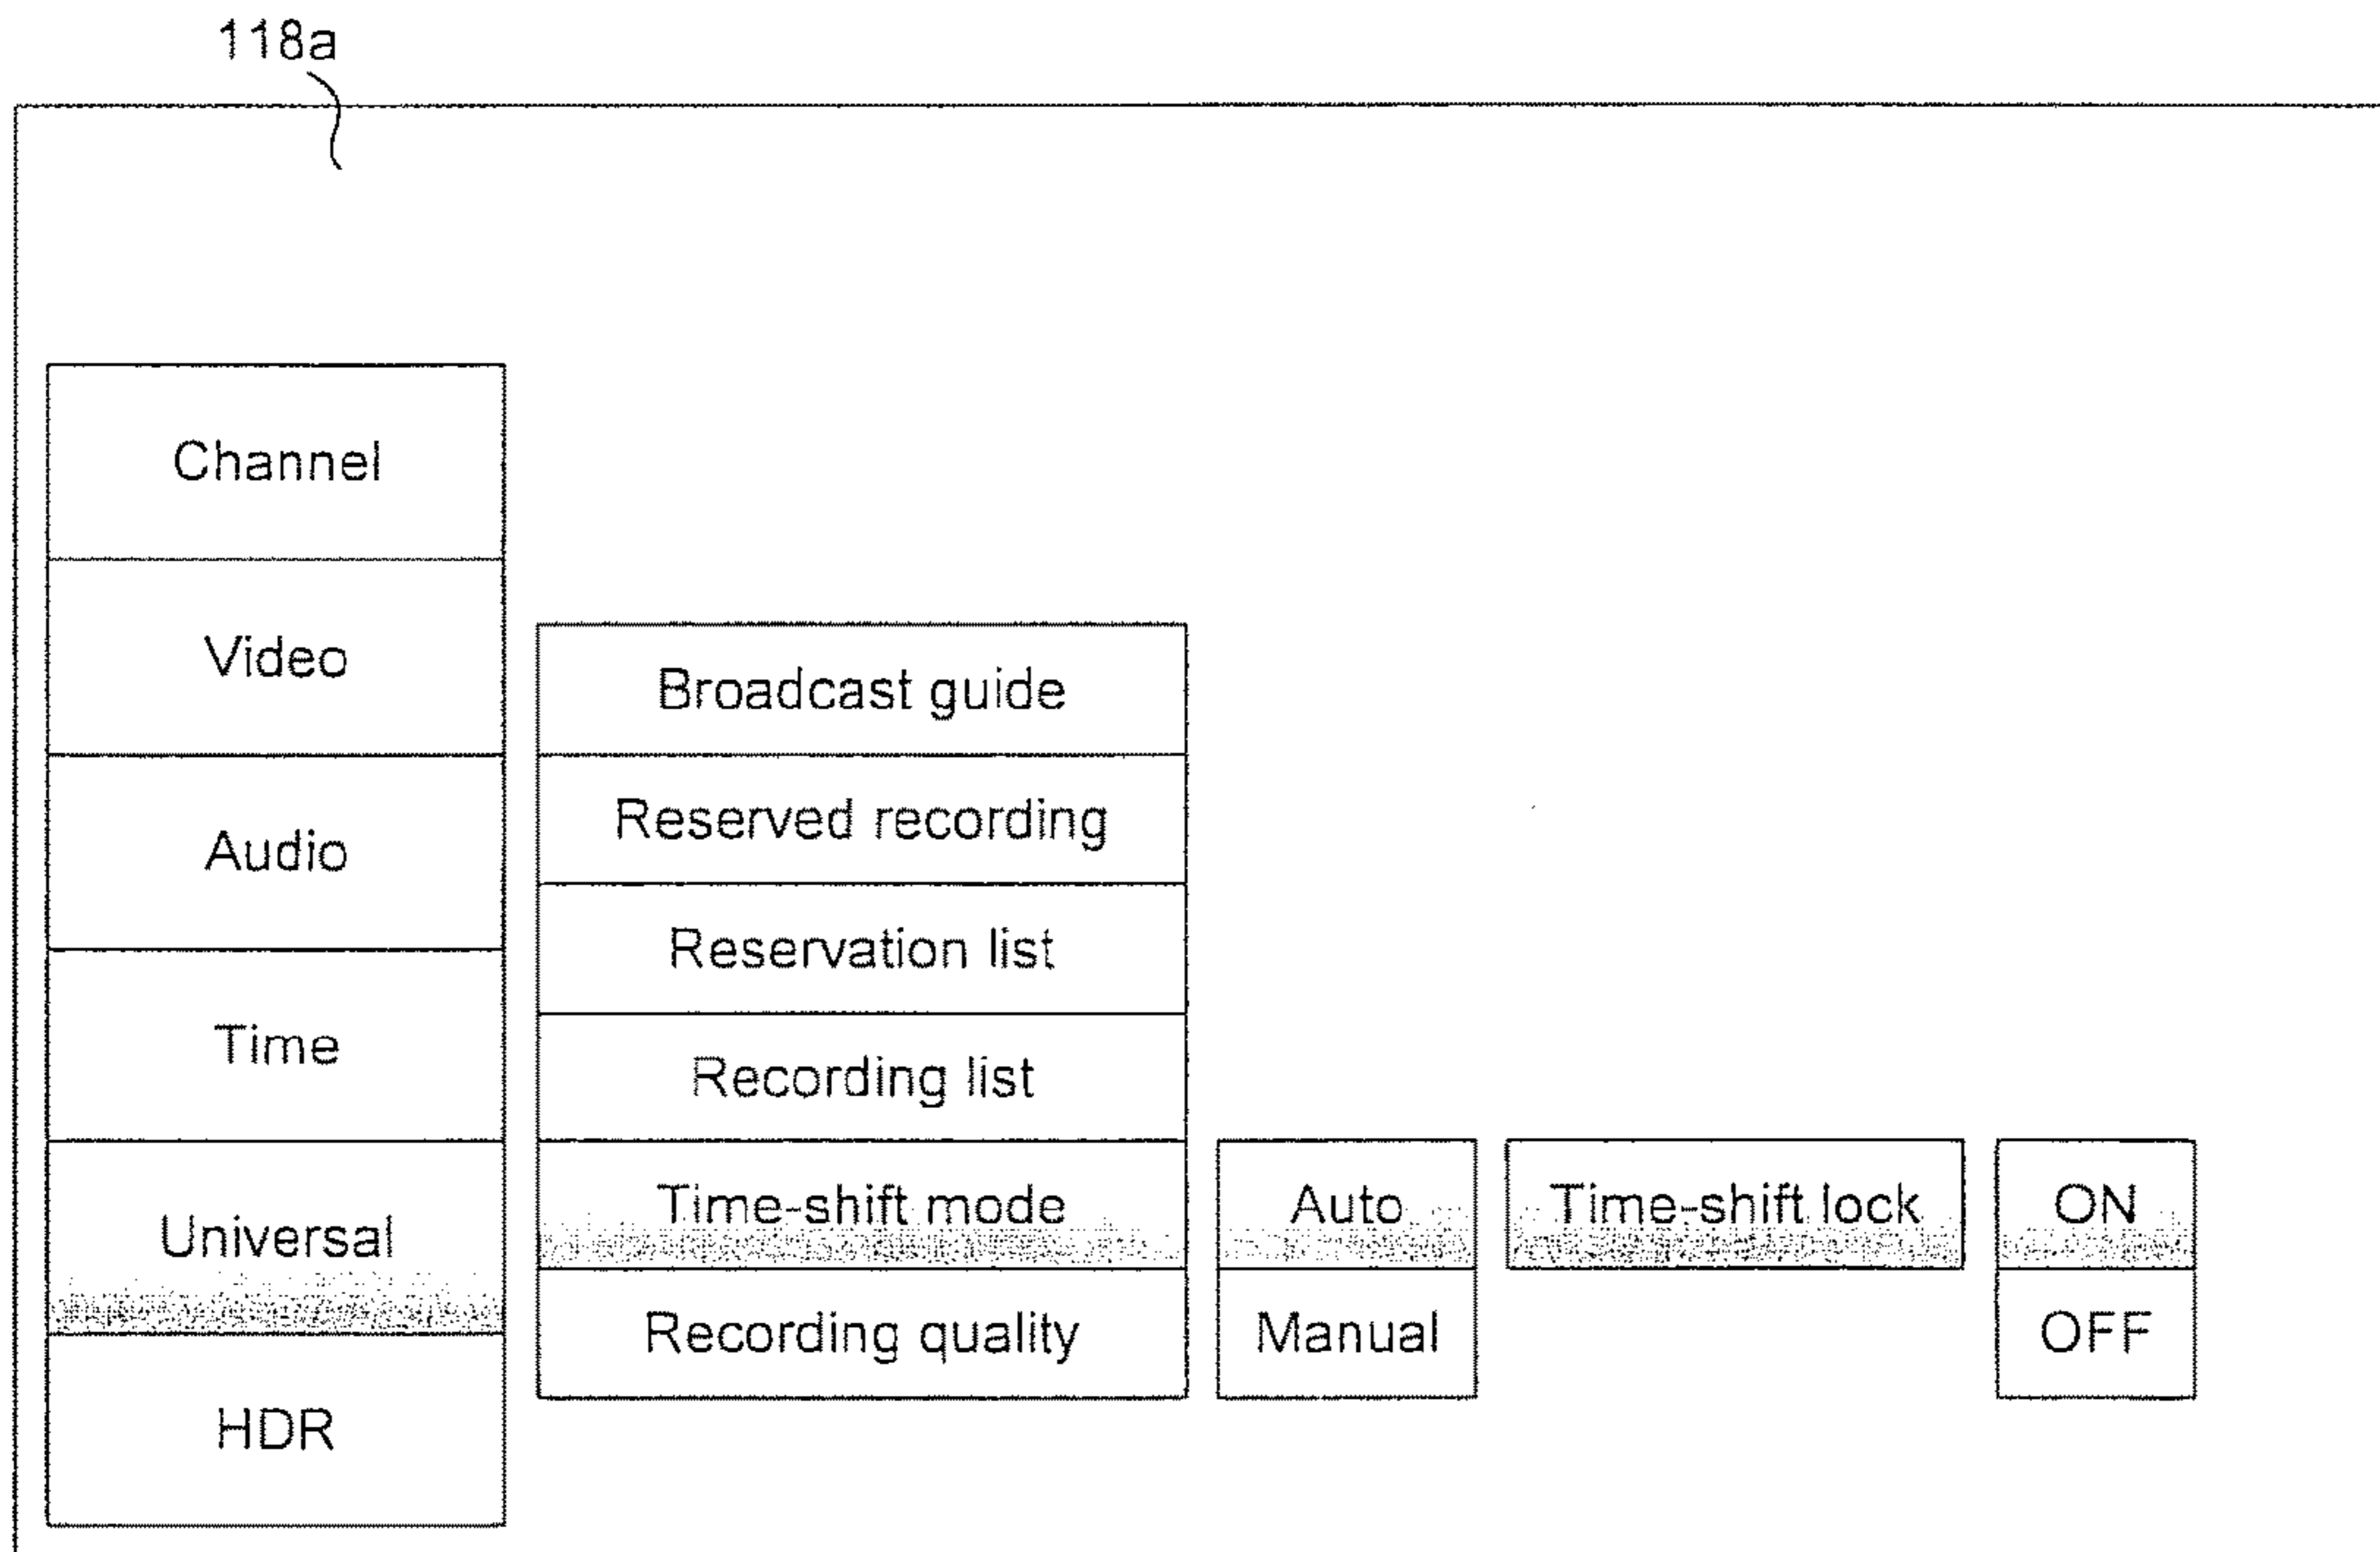 118a
Channel
Video
Audio
Time
Universal
HDR
Broadcast guide
Reserved recording
Reservation list
Recording list
Time-shift mode
Recording quality
Auto
Manual
Time-shift lock
ON
OFF